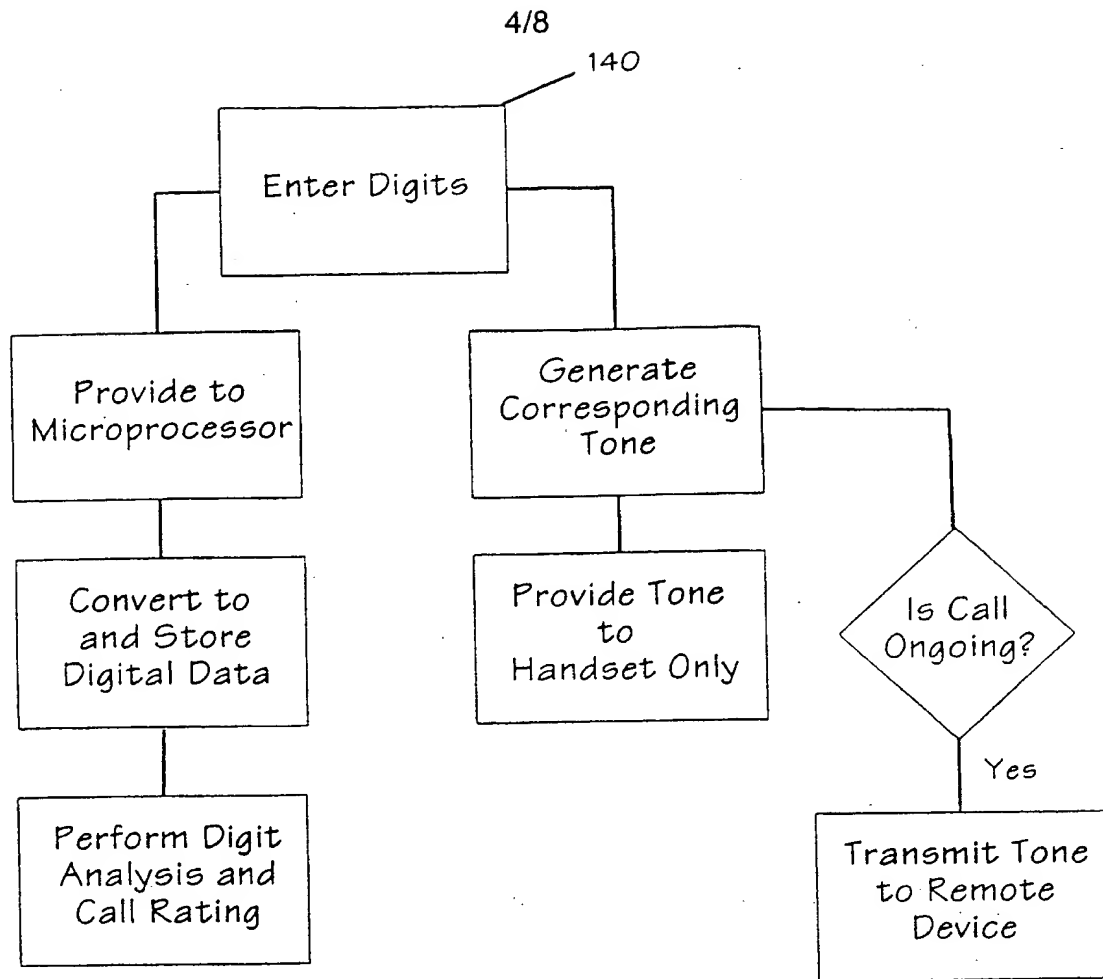 4/8
140
Enter Digits
Provide to
Microprocessor
Generate
Corresponding
Tone
Convert to
and Store
Digital Data
Provide Tone
to
Handset Only
Is Call
Ongoing?
Yes
Perform Digit
Analysis and
Call Rating
Transmit Tone
to Remote
Device